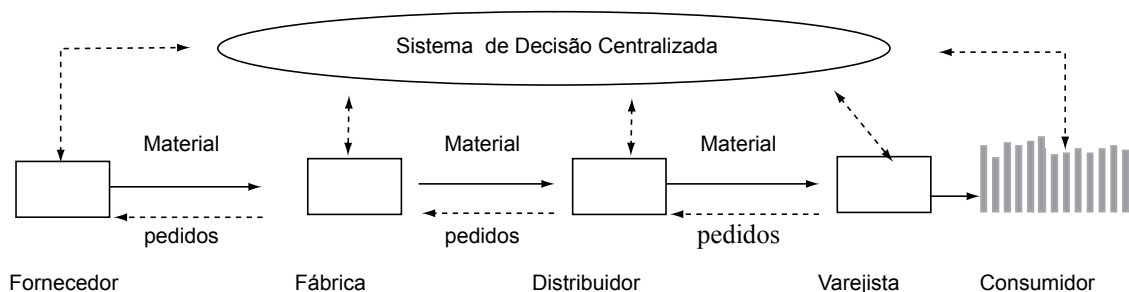 Sistema de Decisão Centralizada
Material Material Material
pedidos pedidos pedidos
Fornecedor Fábrica Distribuidor Varejista Consumidor